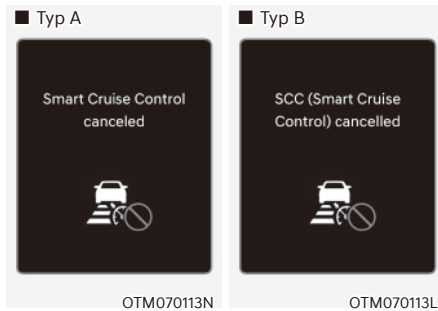 ■ Typ A
Smart Cruise Control
canceled
OTM070113N
■ Typ B
SCC (Smart Cruise
Control) cancelled
OTM070113L